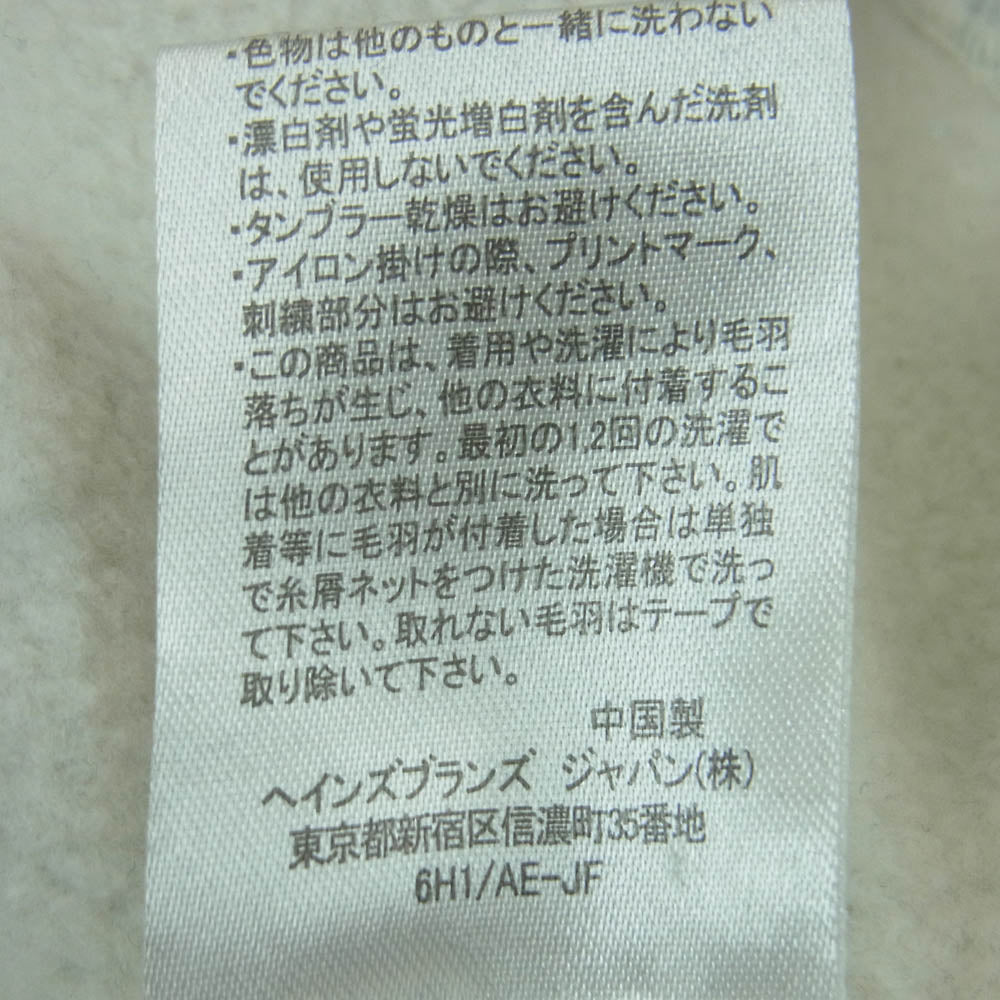 ・色物は他のものと一緒に洗わない
でください。
・漂白剤や蛍光増白剤を含んだ洗剤
は、使用しないでください。
・タンブラー乾燥はお避けください。
・アイロン掛けの際、プリントマーク、
刺繍部分はお避けください。
・この商品は、着用や洗濯により毛羽
落ちが生じ、他の衣料に付着するこ
とがあります。最初の1,2回の洗濯で
は他の衣料と別に洗って下さい。肌
着等に毛羽が付着した場合は単独
で糸屑ネットをつけた洗濯機で洗っ
て下さい。取れない毛羽はテープで
取り除いて下さい。
中国製
ヘインズブランズ ジャパン(株)
東京都新宿区信濃町35番地
6H1/AE-JF